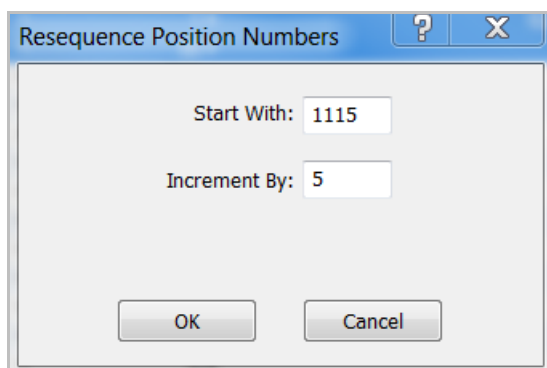 Resequence Position Numbers ? X
Start With: 1115
Increment By: 5
OK Cancel